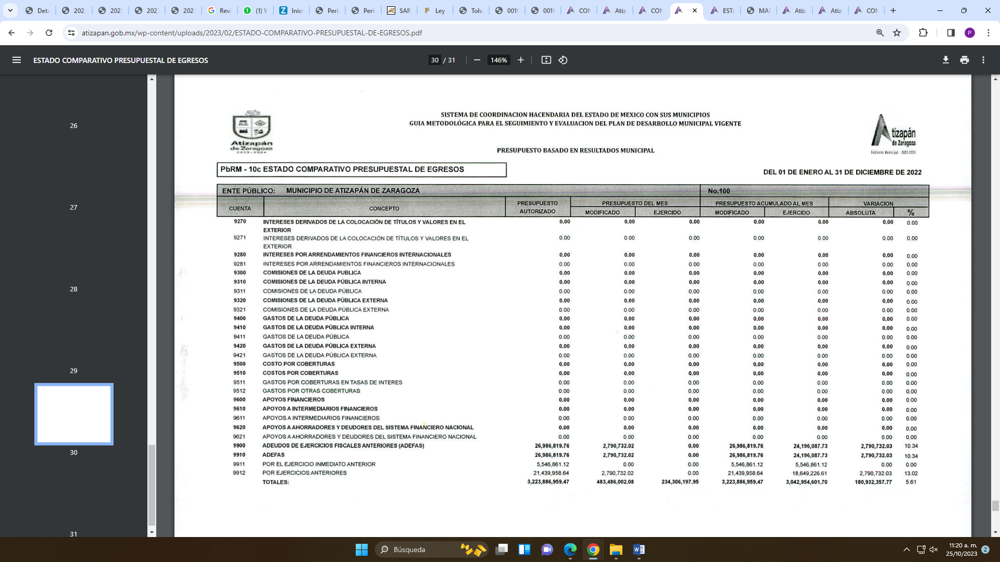 Deta
2023
2023
2023
2023
Revi
(1) W
Inici
Peri
Peri
SAR
Ley
Tolu
0019
0019
CON
Atiz
CON
ESTA
MAN
Atiz
Atiz
CON
atizapan.gob.mx/wp-content/uploads/2023/02/ESTADO-COMPARATIVO-PRESUPUESTAL-DE-EGRESOS.pdf
P
ESTADO COMPARATIVO PRESUPUESTAL DE EGRESOS
30 / 31
146%
26
27
28
29
30
31
Atizapán
de Zaragoza
SISTEMA DE COORDINACION HACENDARIA DEL ESTADO DE MEXICO CON SUS MUNICIPIOS
GUIA METODOLÓGICA PARA EL SEGUIMIENTO Y EVALUACION DEL PLAN DE DESARROLLO MUNICIPAL VIGENTE
PRESUPUESTO BASADO EN RESULTADOS MUNICIPAL
Atizapán
de Zaragoza
Gobierno Municipal - 2022-2024
PbRM - 10c ESTADO COMPARATIVO PRESUPUESTAL DE EGRESOS
DEL 01 DE ENERO AL 31 DE DICIEMBRE DE 2022
ENTE PÚBLICO: MUNICIPIO DE ATIZAPÁN DE ZARAGOZA No.100
CUENTA CONCEPTO PRESUPUESTO AUTORIZADO PRESUPUESTO DEL MES PRESUPUESTO ACUMULADO AL MES VARIACION
MODIFICADO EJERCIDO MODIFICADO EJERCIDO ABSOLUTA %
9270 INTERESES DERIVADOS DE LA COLOCACIÓN DE TÍTULOS Y VALORES EN EL 0.00 0.00 0.00 0.00 0.00 0.00 0.00
EXTERIOR
9271 INTERESES DERIVADOS DE LA COLOCACIÓN DE TÍTULOS Y VALORES EN EL 0.00 0.00 0.00 0.00 0.00 0.00 0.00
EXTERIOR
9280 INTERESES POR ARRENDAMIENTOS FINANCIEROS INTERNACIONALES 0.00 0.00 0.00 0.00 0.00 0.00 0.00
9281 INTERESES POR ARRENDAMIENTOS FINANCIEROS INTERNACIONALES 0.00 0.00 0.00 0.00 0.00 0.00 0.00
9300 COMISIONES DE LA DEUDA PUBLICA 0.00 0.00 0.00 0.00 0.00 0.00 0.00
9310 COMISIONES DE LA DEUDA PÚBLICA INTERNA 0.00 0.00 0.00 0.00 0.00 0.00 0.00
9311 COMISIONES DE LA DEUDA PÚBLICA 0.00 0.00 0.00 0.00 0.00 0.00 0.00
9320 COMISIONES DE LA DEUDA PÚBLICA EXTERNA 0.00 0.00 0.00 0.00 0.00 0.00 0.00
9321 COMISIONES DE LA DEUDA PÚBLICA EXTERNA 0.00 0.00 0.00 0.00 0.00 0.00 0.00
9400 GASTOS DE LA DEUDA PÚBLICA 0.00 0.00 0.00 0.00 0.00 0.00 0.00
9410 GASTOS DE LA DEUDA PÚBLICA INTERNA 0.00 0.00 0.00 0.00 0.00 0.00 0.00
9411 GASTOS DE LA DEUDA PÚBLICA 0.00 0.00 0.00 0.00 0.00 0.00 0.00
9420 GASTOS DE LA DEUDA PÚBLICA EXTERNA 0.00 0.00 0.00 0.00 0.00 0.00 0.00
9421 GASTOS DE LA DEUDA PÚBLICA EXTERNA 0.00 0.00 0.00 0.00 0.00 0.00 0.00
9500 COSTO POR COBERTURAS 0.00 0.00 0.00 0.00 0.00 0.00 0.00
9510 COSTOS POR COBERTURAS 0.00 0.00 0.00 0.00 0.00 0.00 0.00
9511 GASTOS POR COBERTURAS EN TASAS DE INTERES 0.00 0.00 0.00 0.00 0.00 0.00 0.00
9512 GASTOS POR OTRAS COBERTURAS 0.00 0.00 0.00 0.00 0.00 0.00 0.00
9600 APOYOS FINANCIEROS 0.00 0.00 0.00 0.00 0.00 0.00 0.00
9610 APOYOS A INTERMEDIARIOS FINANCIEROS 0.00 0.00 0.00 0.00 0.00 0.00 0.00
9611 APOYOS A INTERMEDIARIOS FINANCIEROS 0.00 0.00 0.00 0.00 0.00 0.00 0.00
9620 APOYOS A AHORRADORES Y DEUDORES DEL SISTEMA FINANCIERO NACIONAL 0.00 0.00 0.00 0.00 0.00 0.00 0.00
9621 APOYOS A AHORRADORES Y DEUDORES DEL SISTEMA FINANCIERO NACIONAL 0.00 0.00 0.00 0.00 0.00 0.00 0.00
9900 ADEUDOS DE EJERCICIOS FISCALES ANTERIORES (ADEFAS) 26,986,819.76 2,790,732.02 0.00 26,986,819.76 24,196,087.73 2,790,732.03 10.34
9910 ADEFAS 26,986,819.76 2,790,732.02 0.00 26,986,819.76 24,196,087.73 2,790,732.03 10.34
9911 POR EL EJERCICIO INMEDIATO ANTERIOR 5,546,861.12 0.00 0.00 5,546,861.12 5,546,861.12 0.00 0.00
9912 POR EJERCICIOS ANTERIORES 21,439,958.64 2,790,732.02 0.00 21,439,958.64 18,649,226.61 2,790,732.03 13.02
TOTALES: 3,223,886,959.47 483,486,002.08 234,306,197.95 3,223,886,959.47 3,042,954,601.70 180,932,357.77 5.61
Búsqueda
11:20 a. m.
25/10/2023
2